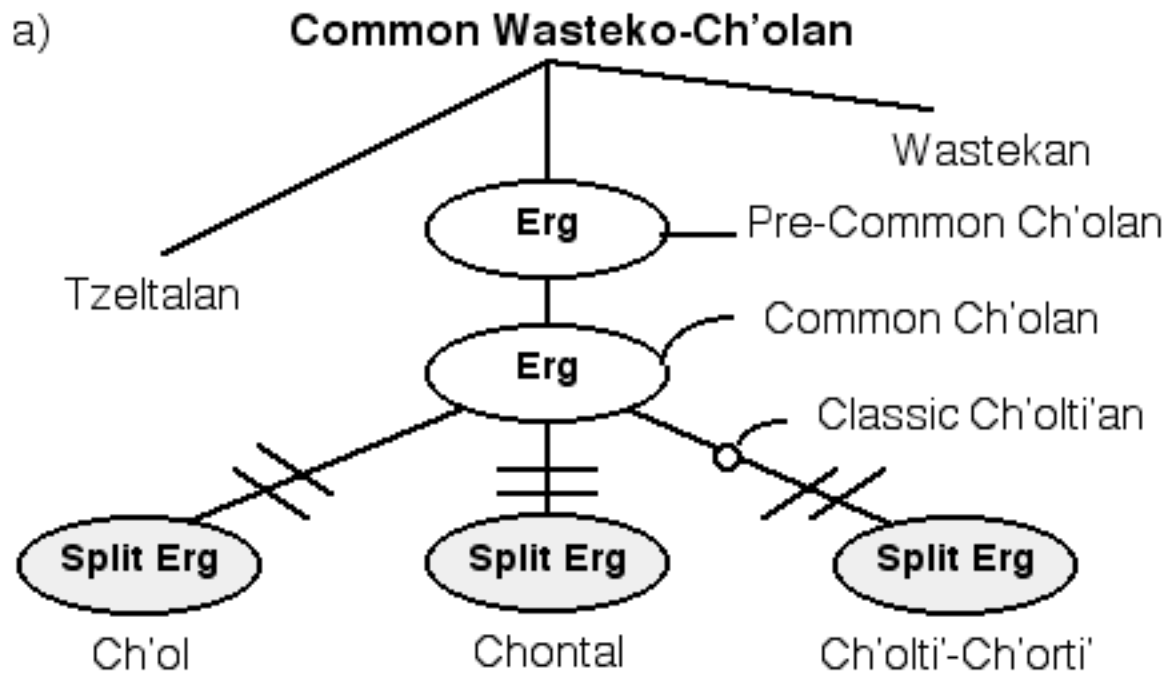 a)
Common Wasteko-Ch'olan
Wastekan
Erg
Pre-Common Ch'olan
Tzeltalan
Common Ch'olan
Erg
Classic Ch'olti'an
Split Erg
Split Erg
Split Erg
Ch'ol
Chontal
Ch'olti'-Ch'orti'